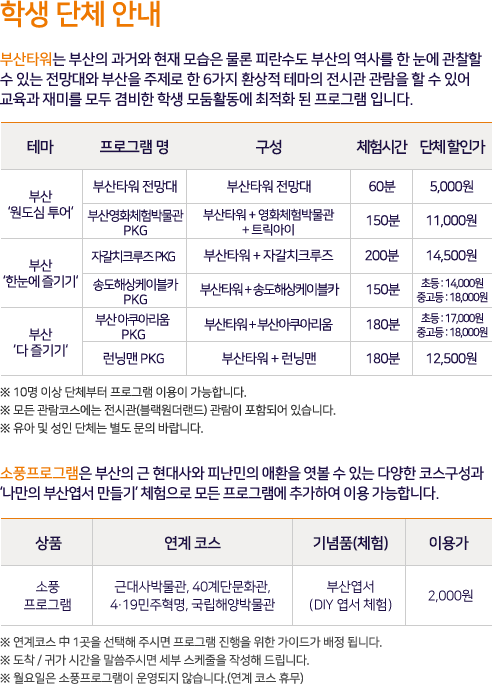 학생 단체 안내
부산타워는 부산의 과거와 현재 모습은 물론 피란수도 부산의 역사를 한 눈에 관찰할
수 있는 전망대와 부산을 주제로 한 6가지 환상적 테마의 전시관 관람을 할 수 있어
교육과 재미를 모두 겸비한 학생 모둠활동에 최적화 된 프로그램 입니다.
테마 프로그램 명 구성 체험시간 단체 할인가
부산
'원도심 투어'
부산타워 전망대 부산타워 전망대 60분 5,000원
부산영화체험박물관
PKG
부산타워 + 영화체험박물관
+ 트릭아이
150분 11,000원
부산
'한눈에 즐기기'
자갈치크루즈 PKG 부산타워 + 자갈치크루즈 200분 14,500원
송도해상케이블카
PKG
부산타워 + 송도해상케이블카 150분
초등 : 14,000원
중고등 : 18,000원
부산
'다 즐기기'
부산 아쿠아리움
PKG
부산타워 + 부산아쿠아리움 180분
초등 : 17,000원
중고등 : 18,000원
런닝맨 PKG 부산타워 + 런닝맨 180분 12,500원
※ 10명 이상 단체부터 프로그램 이용이 가능합니다.
※ 모든 관람코스에는 전시관(블랙원더랜드) 관람이 포함되어 있습니다.
※ 유아 및 성인 단체는 별도 문의 바랍니다.
소풍프로그램은 부산의 근 현대사와 피난민의 애환을 엿볼 수 있는 다양한 코스구성과
'나만의 부산엽서 만들기' 체험으로 모든 프로그램에 추가하여 이용 가능합니다.
상품 연계 코스 기념품(체험) 이용가
소풍
프로그램
근대사박물관, 40계단문화관,
4·19민주혁명, 국립해양박물관
부산엽서
(DIY 엽서 체험)
2,000원
※ 연계코스 中 1곳을 선택해 주시면 프로그램 진행을 위한 가이드가 배정 됩니다.
※ 도착 / 귀가 시간을 말씀주시면 세부 스케줄을 작성해 드립니다.
※ 월요일은 소풍프로그램이 운영되지 않습니다.(연계 코스 휴무)